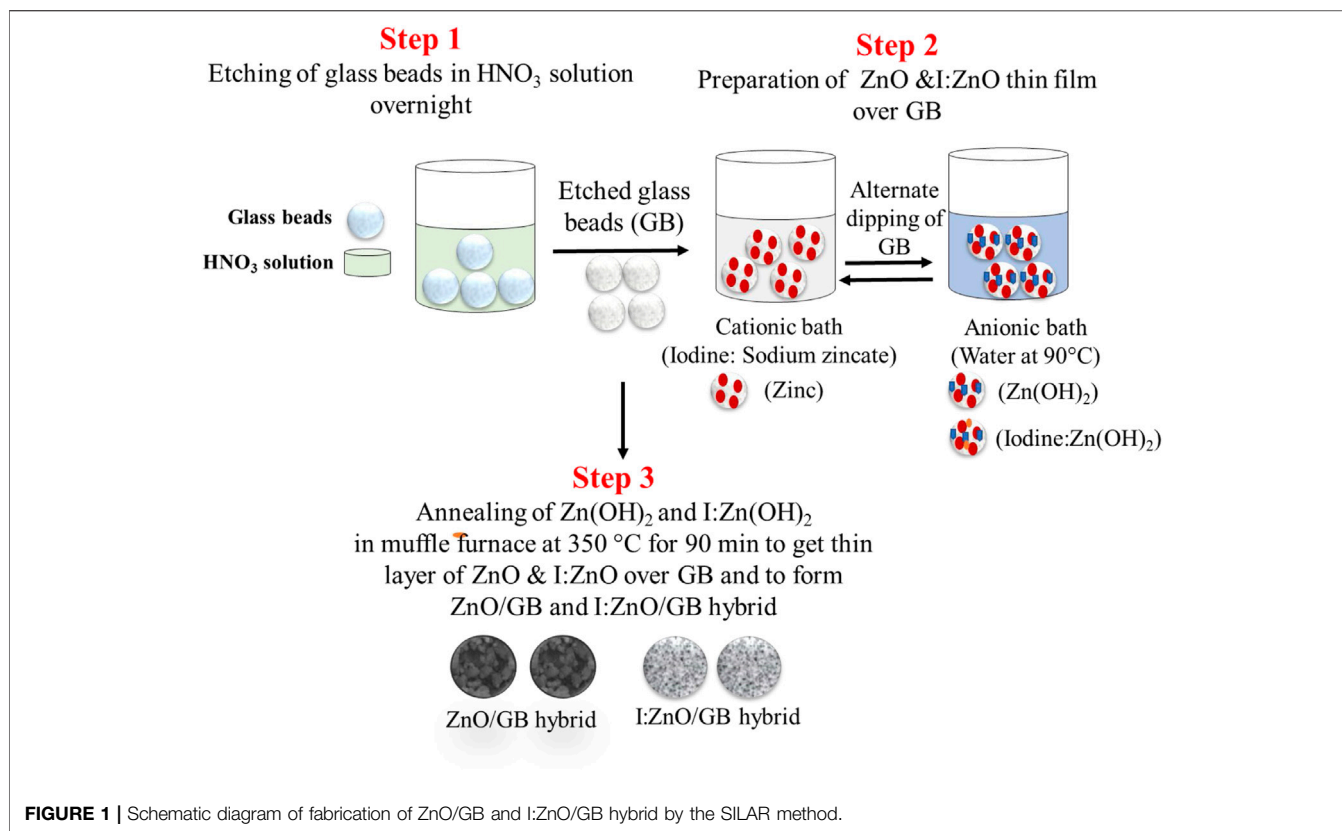 Step 1
Etching of glass beads in HNO₃ solution
overnight
Step 2
Preparation of ZnO &I:ZnO thin film
over GB
Glass beads
HNO₃ solution
Etched glass
beads (GB)
Alternate
dipping of
GB
Cationic bath
(Iodine: Sodium zincate)
(Zinc)
Anionic bath
(Water at 90°C)
(Zn(OH)₂)
(Iodine:Zn(OH)₂)
Step 3
Annealing of Zn(OH)₂ and I:Zn(OH)₂
in muffle furnace at 350 °C for 90 min to get thin
layer of ZnO & I:ZnO over GB and to form
ZnO/GB and I:ZnO/GB hybrid
ZnO/GB hybrid
I:ZnO/GB hybrid
FIGURE 1 | Schematic diagram of fabrication of ZnO/GB and I:ZnO/GB hybrid by the SILAR method.